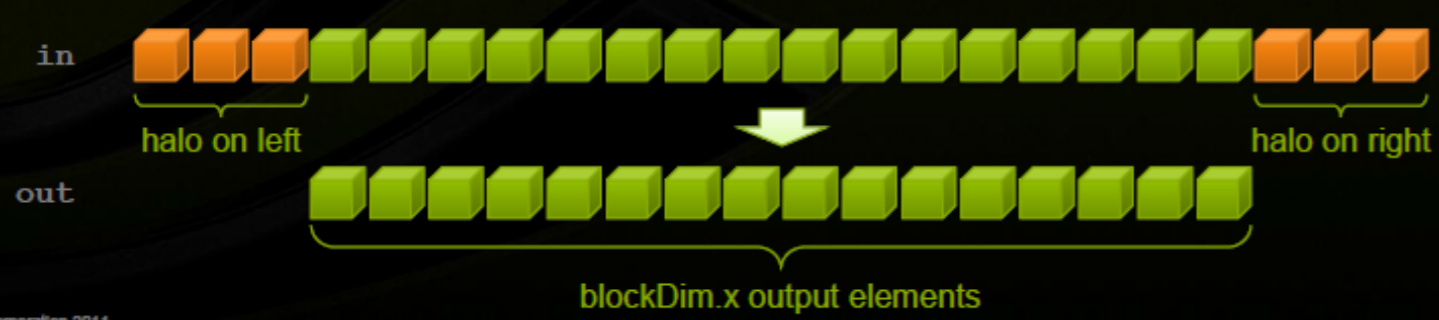 in
halo on left
halo on right
out
blockDim.x output elements